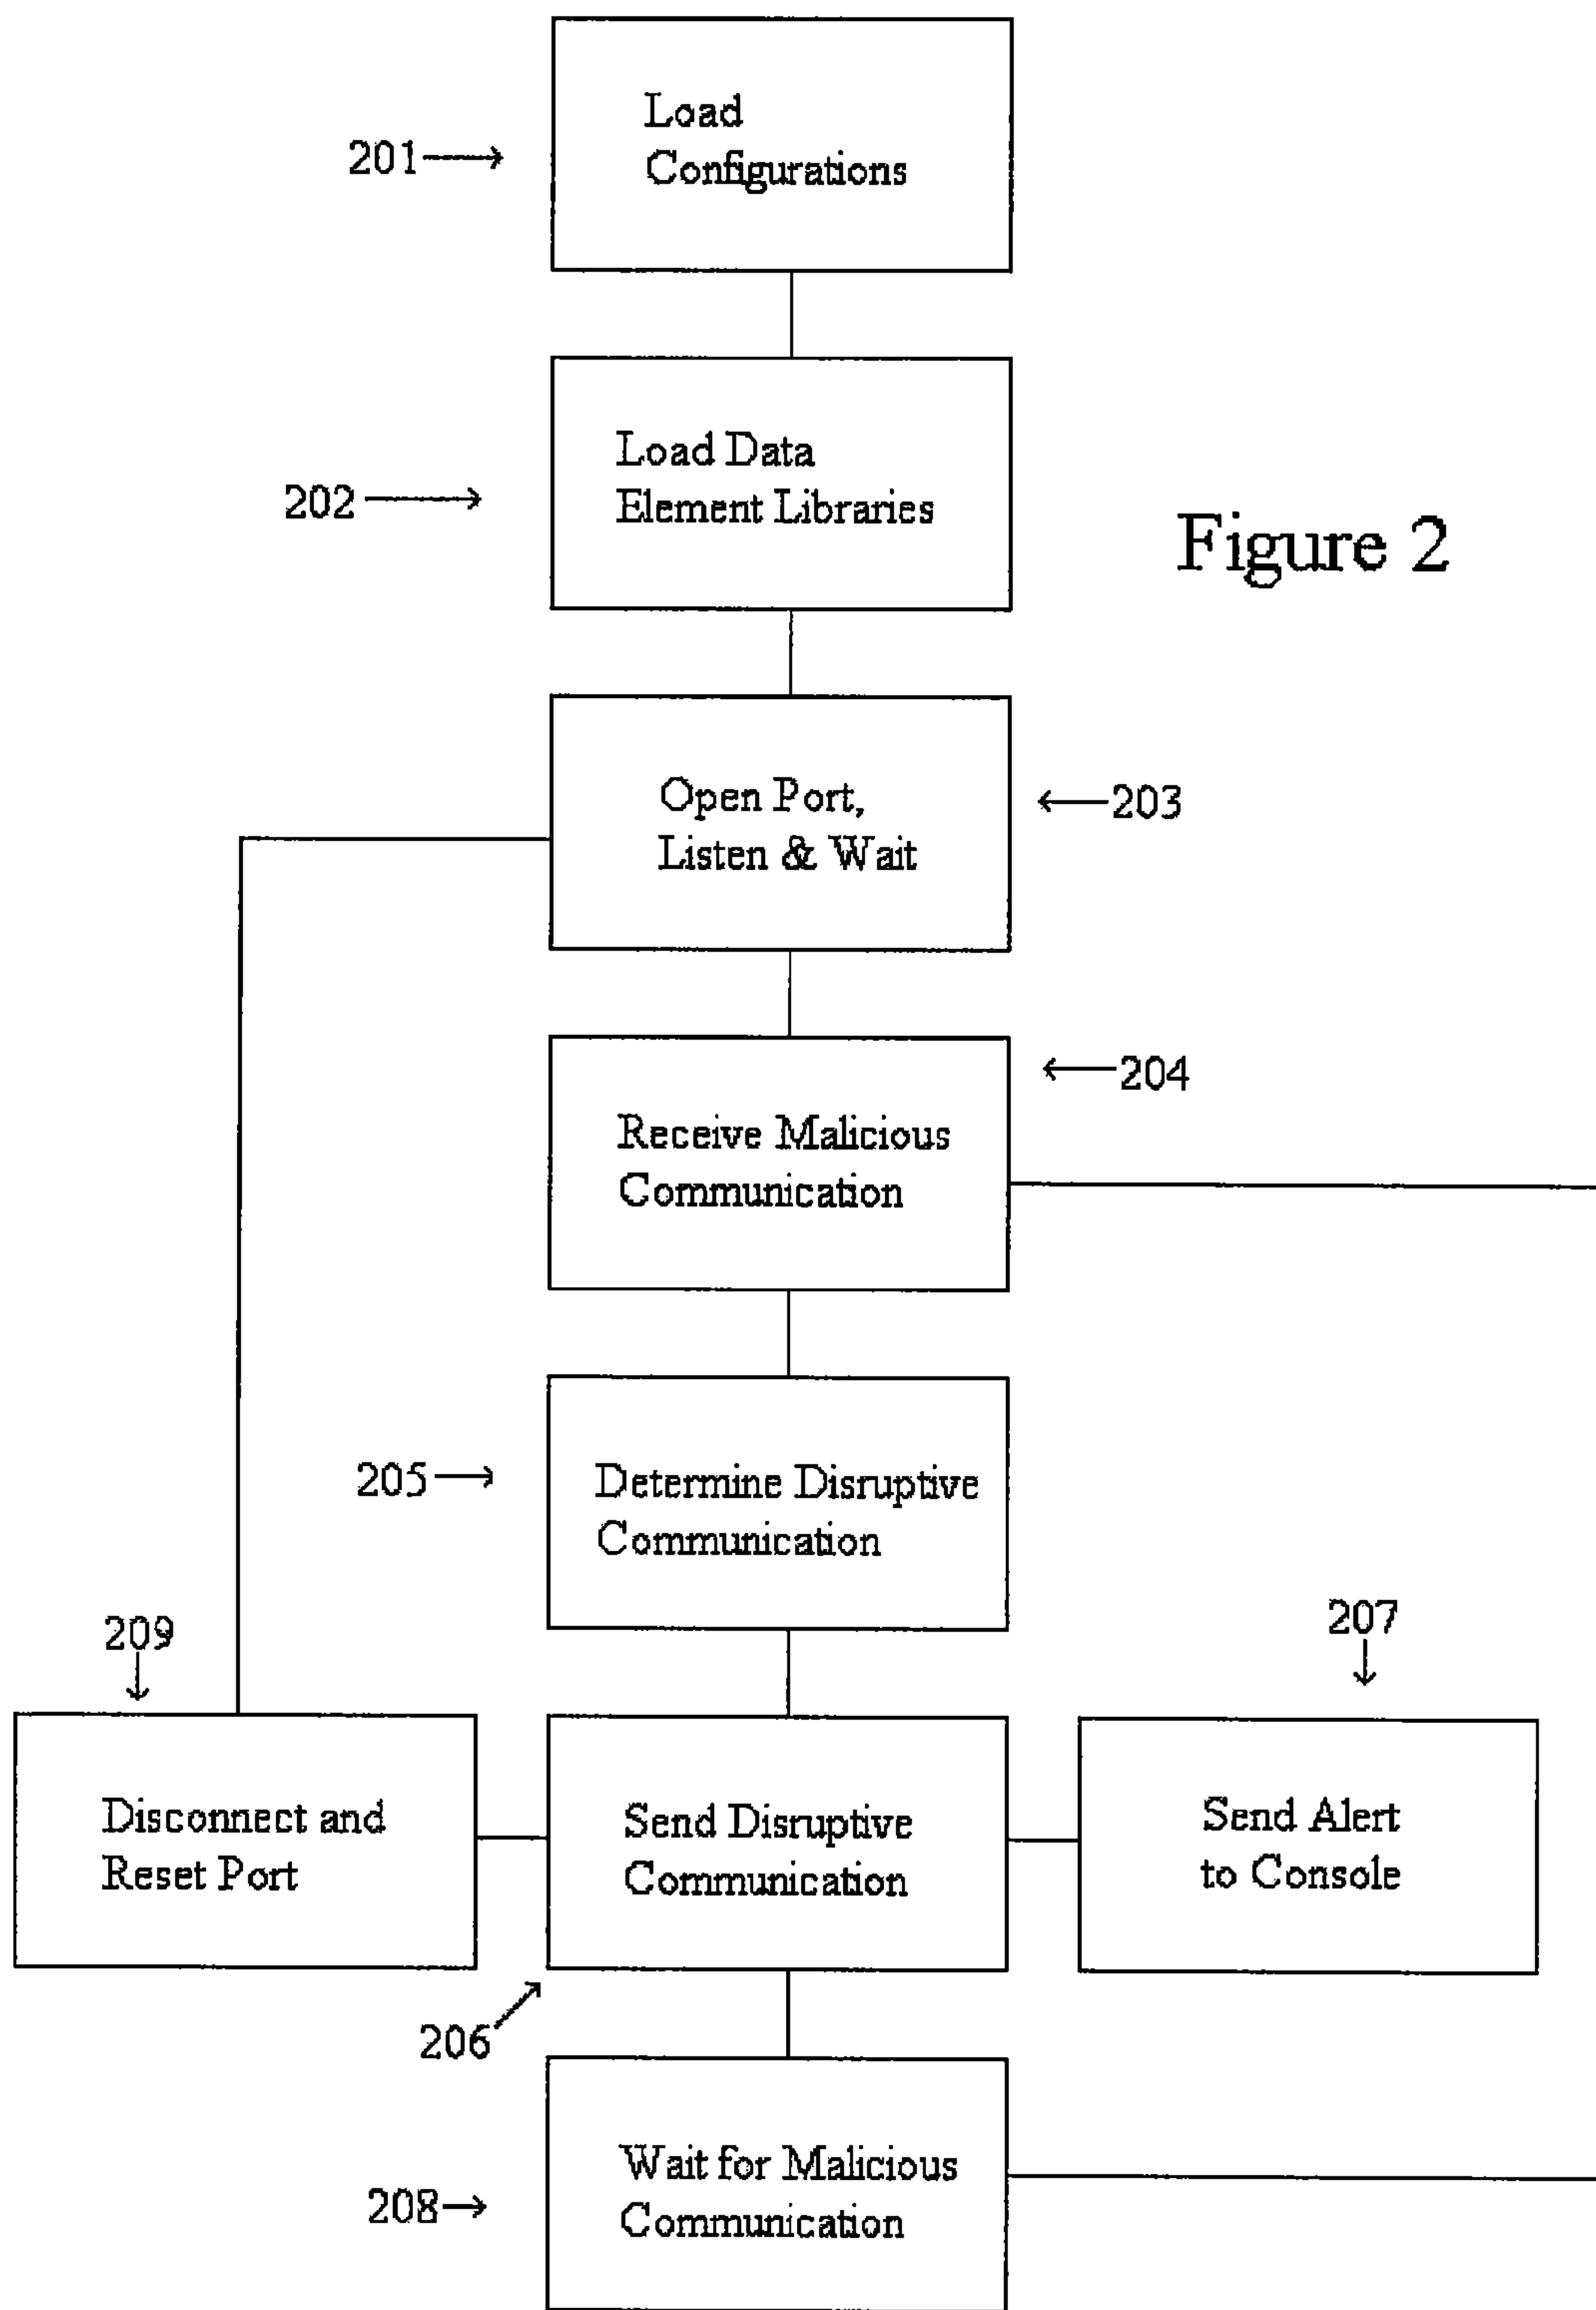 Load
Configurations
201
Load Data
Element Libraries
202
Figure 2
Open Port,
Listen & Wait
203
204
Receive Malicious
Communication
205
Determine Disruptive
Communication
209
207
Disconnect and
Reset Port
Send Disruptive
Communication
Send Alert
to Console
206
Wait for Malicious
Communication
208